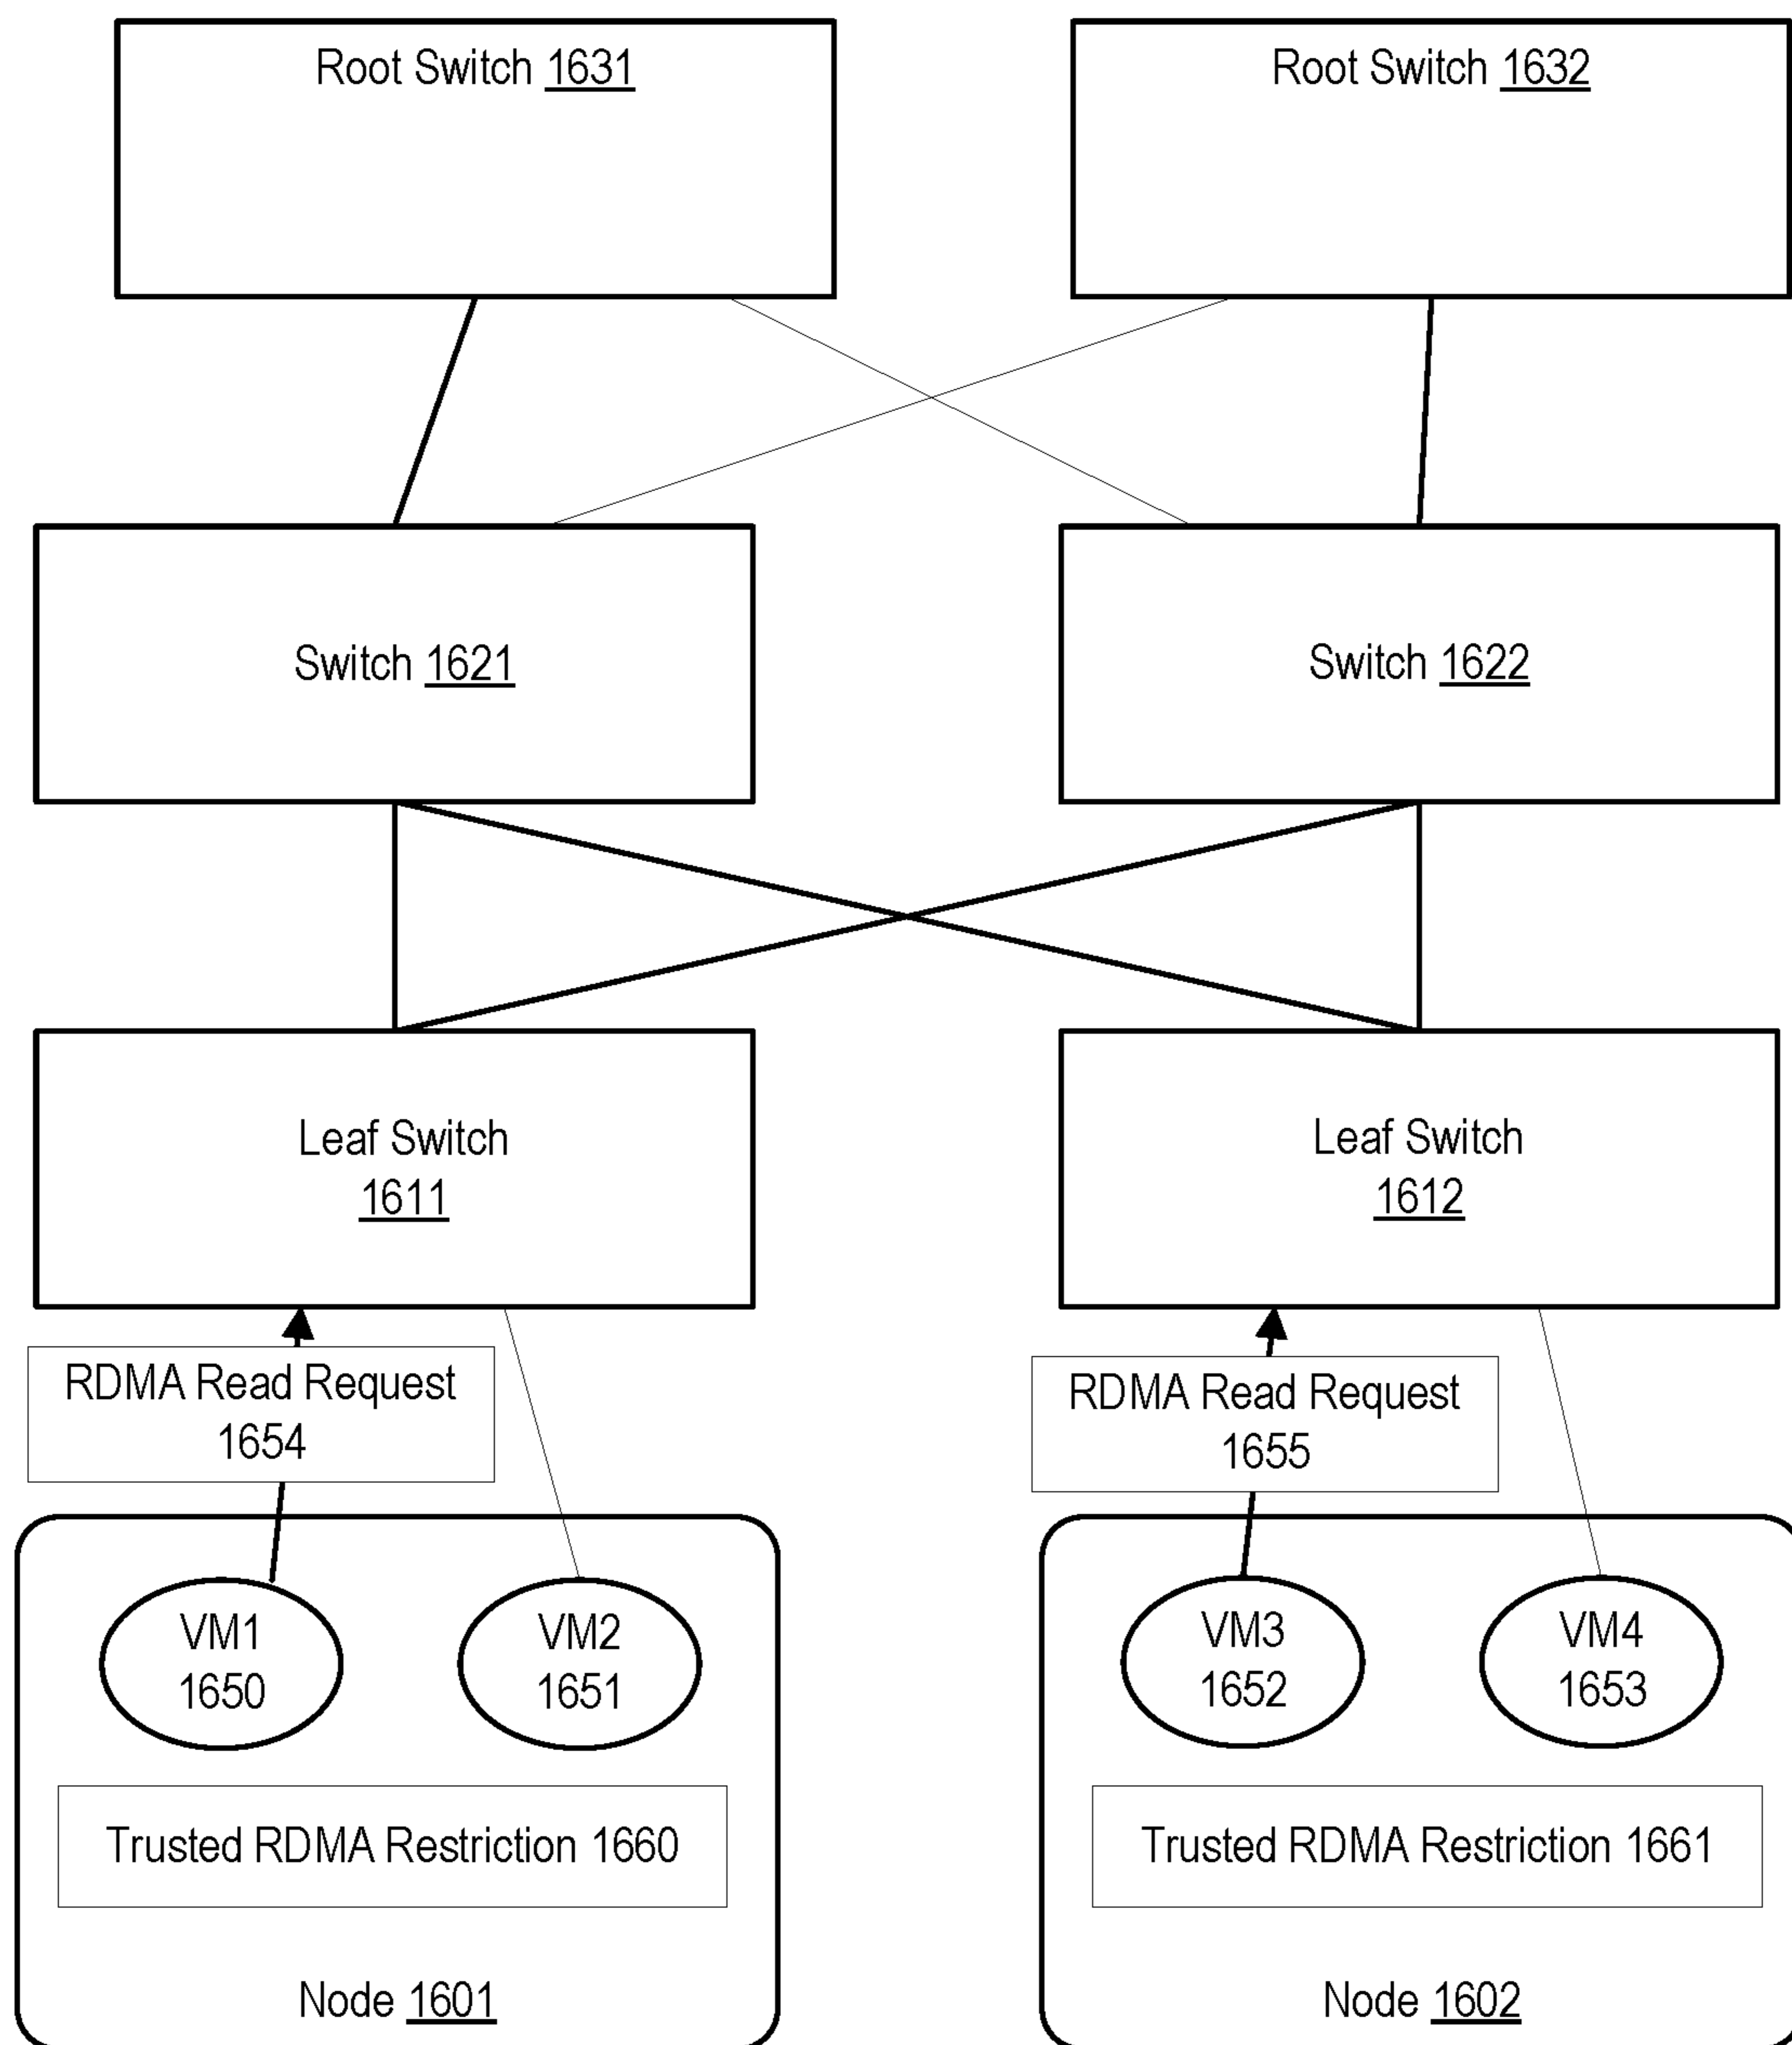 Root Switch 1631
Root Switch 1632
Switch 1621
Switch 1622
Leaf Switch
1611
Leaf Switch
1612
RDMA Read Request
1654
RDMA Read Request
1655
VM1
1650
VM2
1651
VM3
1652
VM4
1653
Trusted RDMA Restriction 1660
Trusted RDMA Restriction 1661
Node 1601
Node 1602